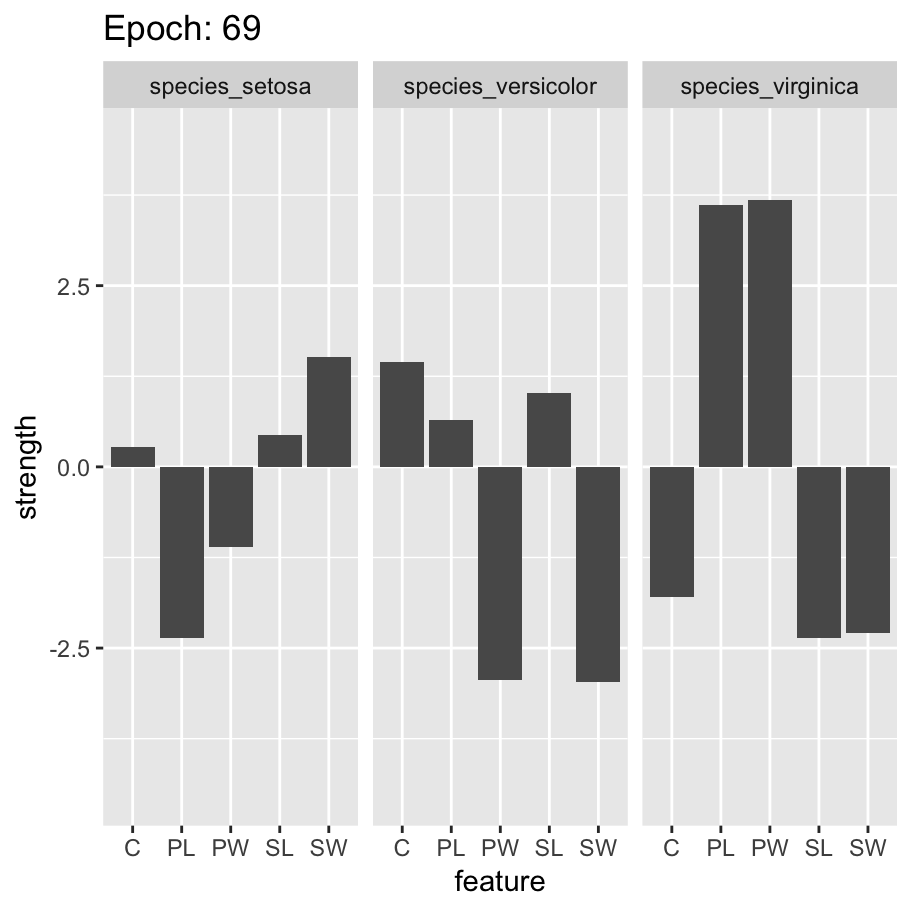 Epoch: 69
species_setosa species_versicolor species_virginica
2.5
0.0
-2.5
strength
C PL PW SL SW C PL PW SL SW C PL PW SL SW
feature